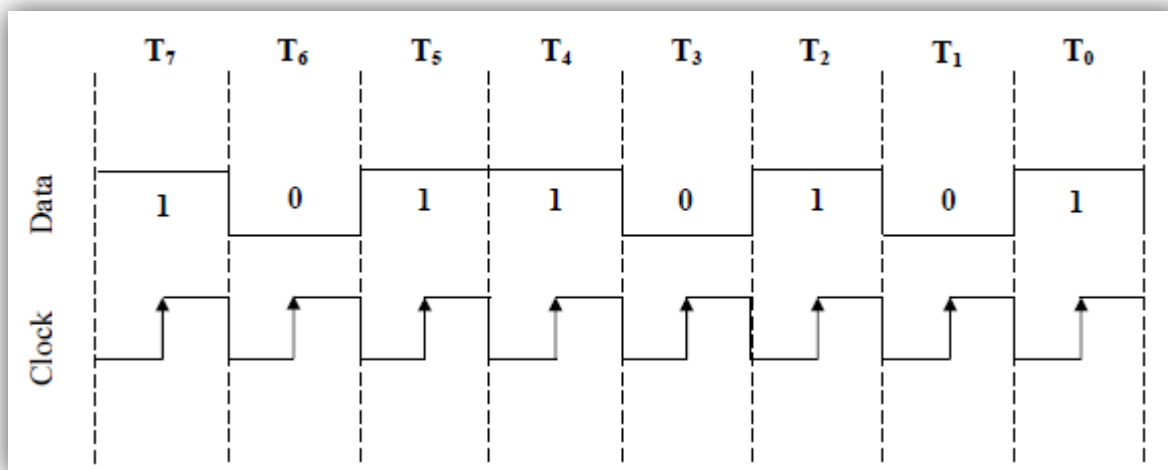 T₇ T₆ T₅ T₄ T₃ T₂ T₁ T₀
Data
1 0 1 1 0 1 0 1
Clock